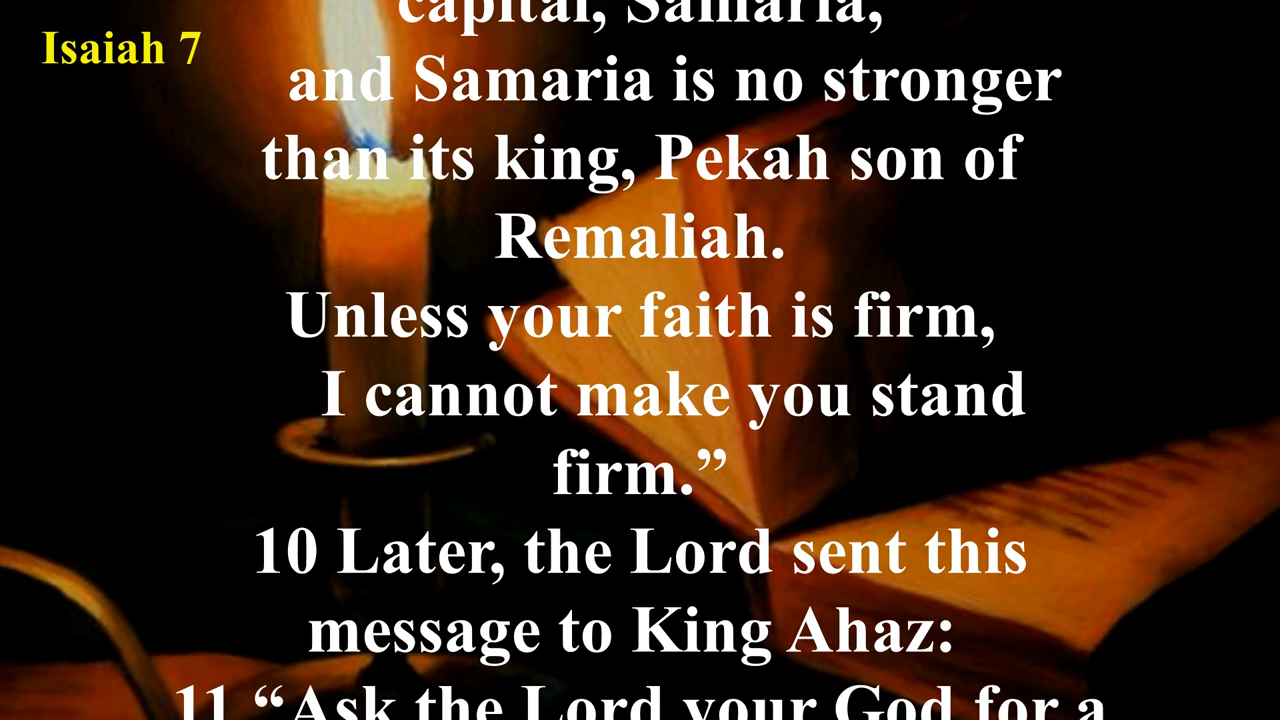 Isaiah 7
capital, Samaria,
and Samaria is no stronger
than its king, Pekah son of
Remaliah.
Unless your faith is firm,
I cannot make you stand
firm.”
10 Later, the Lord sent this
message to King Ahaz:
11 “Ask the Lord your God for a